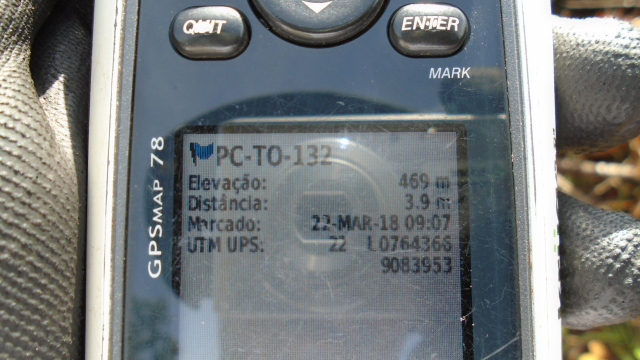 QUIT
ENTER
MARK
GPSMAP 78
PC-TO-132
Elevação: 469 m
Distância: 3.9 m
Marcado: 22-MAR-18 09:07
UTM UPS: 22 L0764366
9083953